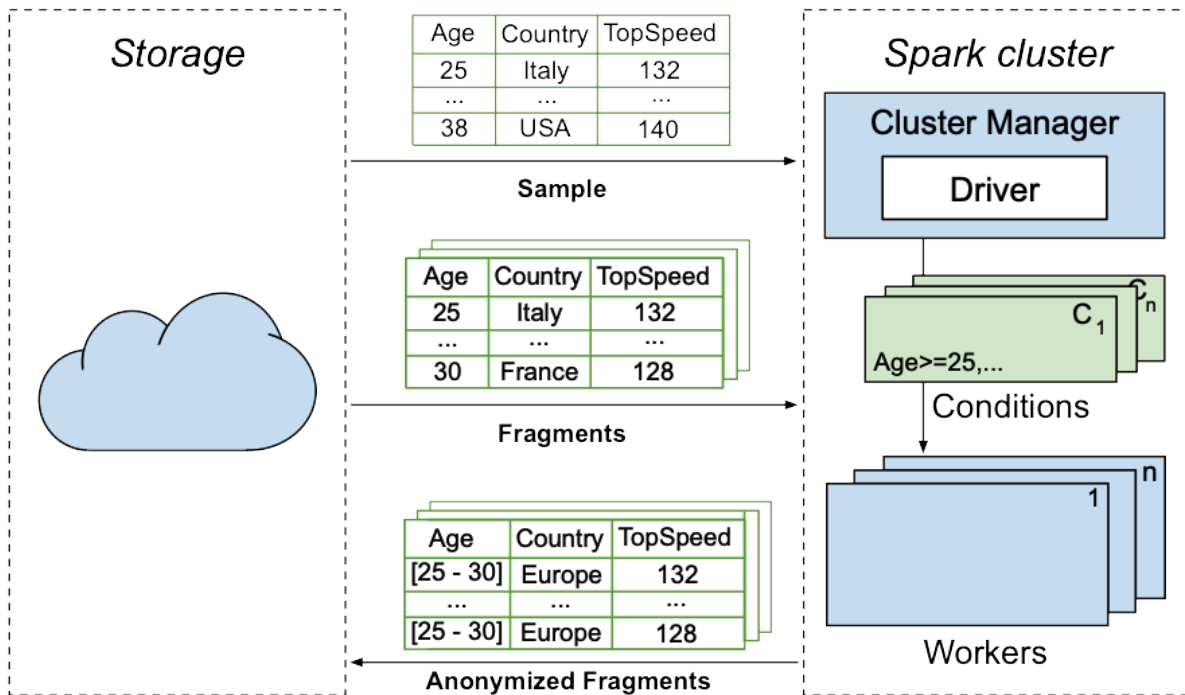 Storage
Age Country TopSpeed
25 Italy 132
... ... ...
38 USA 140
Sample
Age Country TopSpeed
25 Italy 132
... ... ...
30 France 128
Fragments
Age Country TopSpeed
[25 - 30] Europe 132
... ... ...
[25 - 30] Europe 128
Anonymized Fragments
Spark cluster
Cluster Manager
Driver
Cn
C1
Age>=25,...
Conditions
n
1
Workers